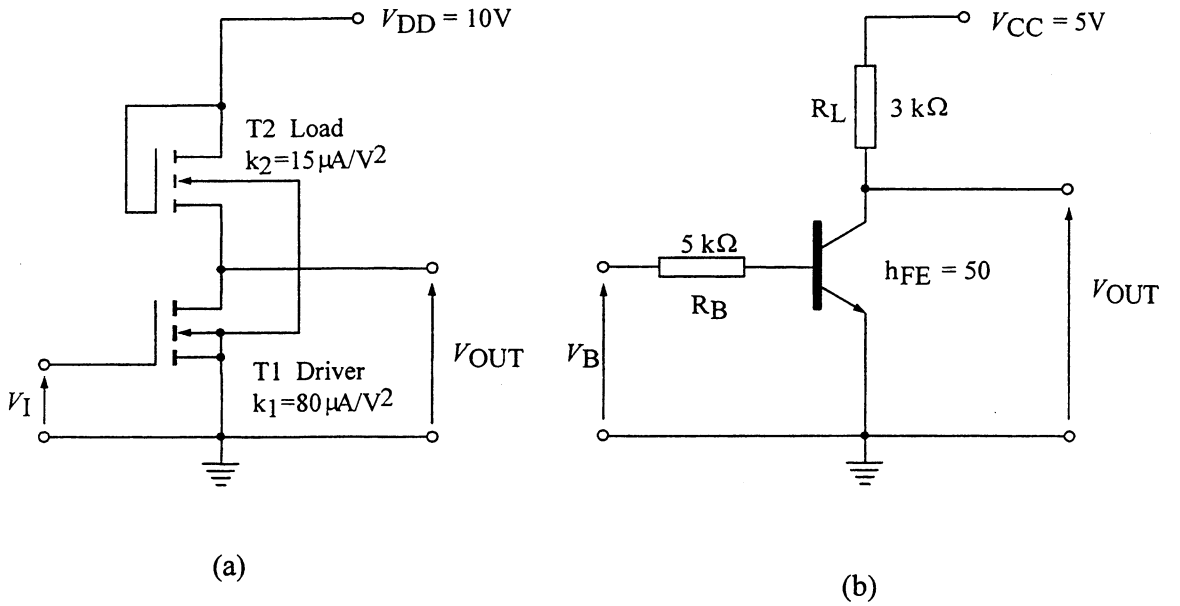 VDD = 10V
T2 Load
k2=15µA/V2
T1 Driver
k1=80µA/V2
VI
VOUT
(a)
VCC = 5V
RL 3 kΩ
5 kΩ
RB
hFE = 50
VB
VOUT
(b)